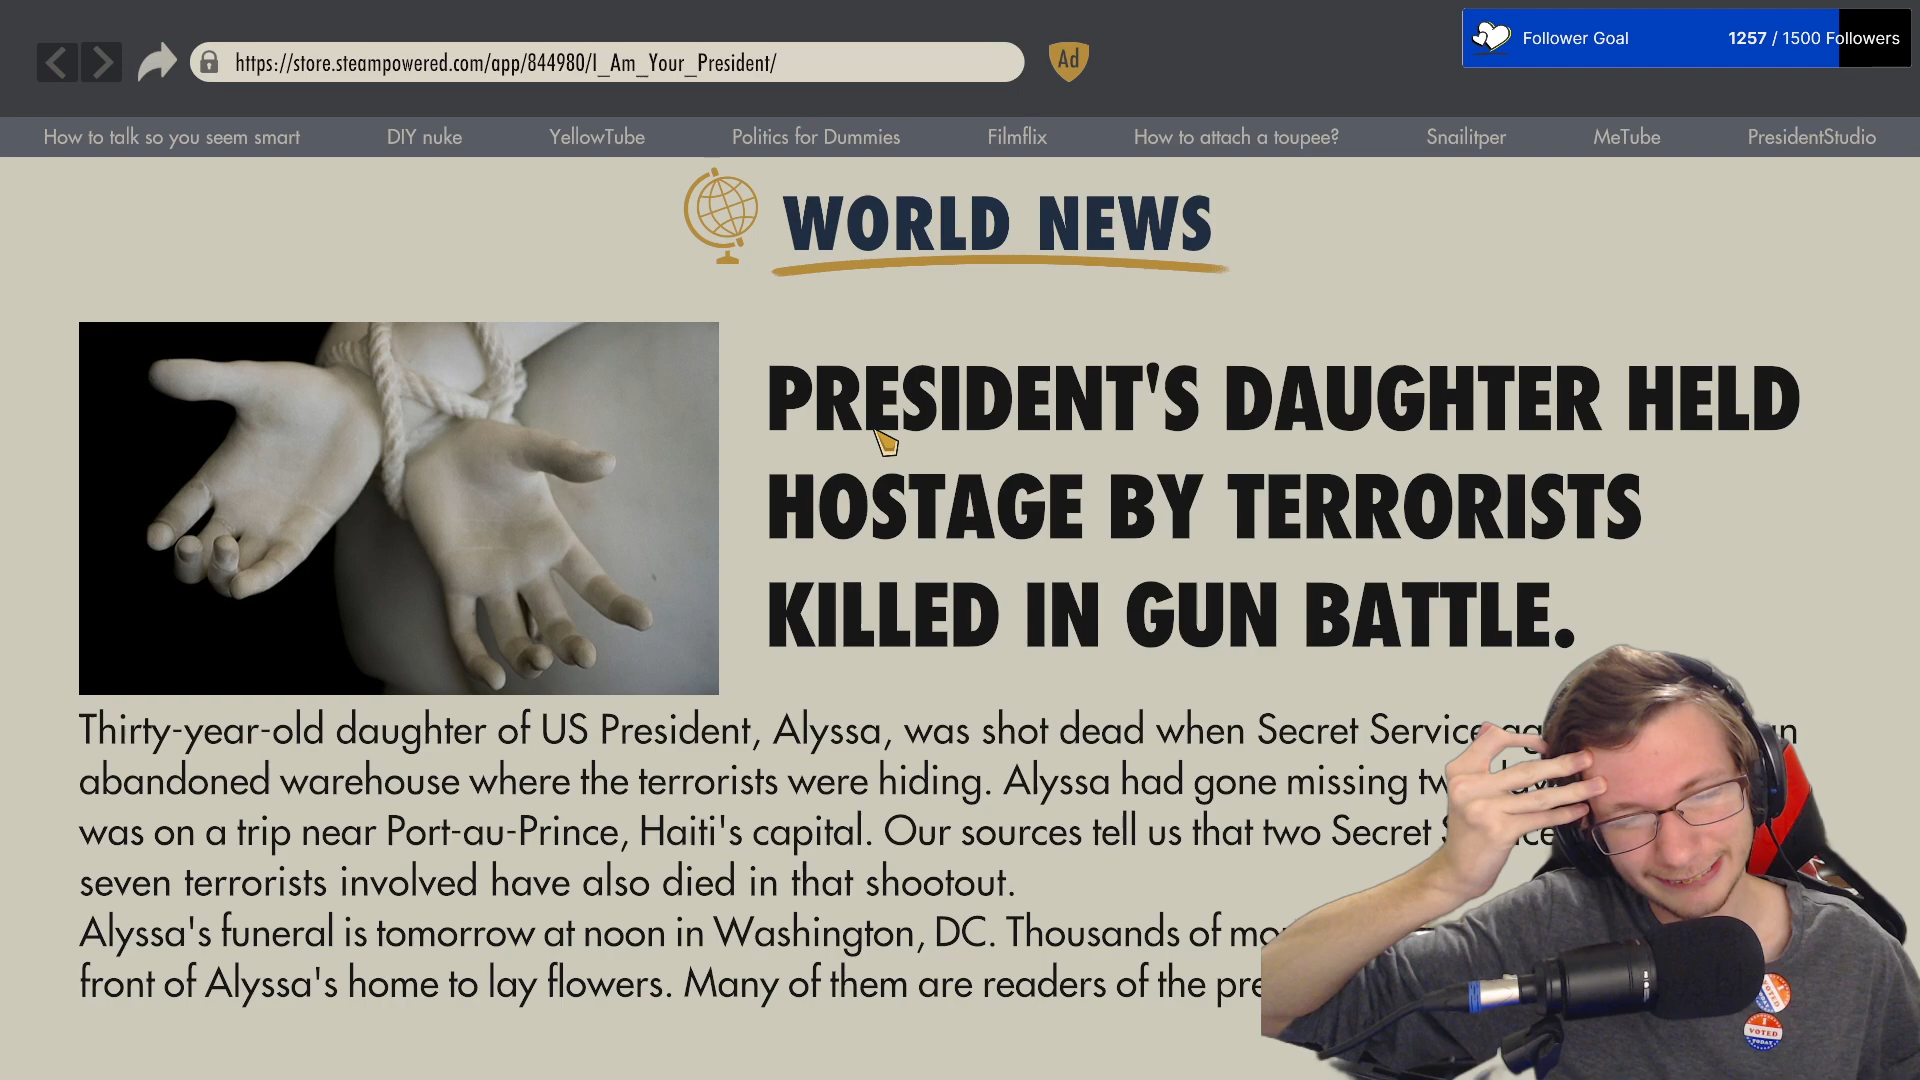 https://store.steampowered.com/app/844980/I_Am_Your_President/
Ad
Follower Goal
1257 / 1500 Followers
How to talk so you seem smart
DIY nuke
YellowTube
Politics for Dummies
Filmflix
How to attach a toupee?
Snailitper
MeTube
PresidentStudio
WORLD NEWS
PRESIDENT'S DAUGHTER HELD
HOSTAGE BY TERRORISTS
KILLED IN GUN BATTLE.
Thirty-year-old daughter of US President, Alyssa, was shot dead when Secret Service
abandoned warehouse where the terrorists were hiding. Alyssa had gone missing
was on a trip near Port-au-Prince, Haiti's capital. Our sources tell us that two Secret
seven terrorists involved have also died in that shootout.
Alyssa's funeral is tomorrow at noon in Washington, DC. Thousands of
front of Alyssa's home to lay flowers. Many of them are readers of the
I VOTED
I VOTED TODAY